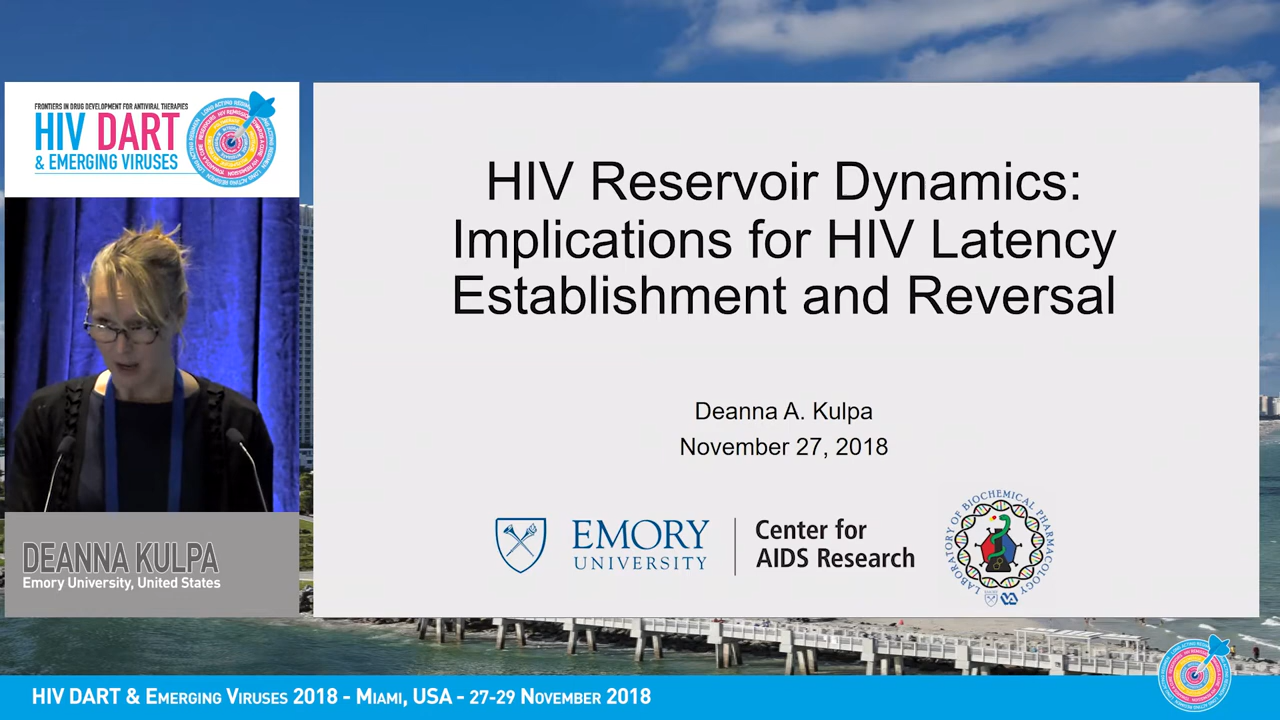 FRONTIERS IN DRUG DEVELOPMENT FOR ANTIVIRAL THERAPIES
HIV DART
& EMERGING VIRUSES
HIV Reservoir Dynamics:
Implications for HIV Latency
Establishment and Reversal
Deanna A. Kulpa
November 27, 2018
EMORY
UNIVERSITY
Center for
AIDS Research
LABORATORY OF BIOCHEMICAL PHARMACOLOGY
DEANNA KULPA
Emory University, United States
HIV DART & EMERGING VIRUSES 2018 - MIAMI, USA - 27-29 NOVEMBER 2018